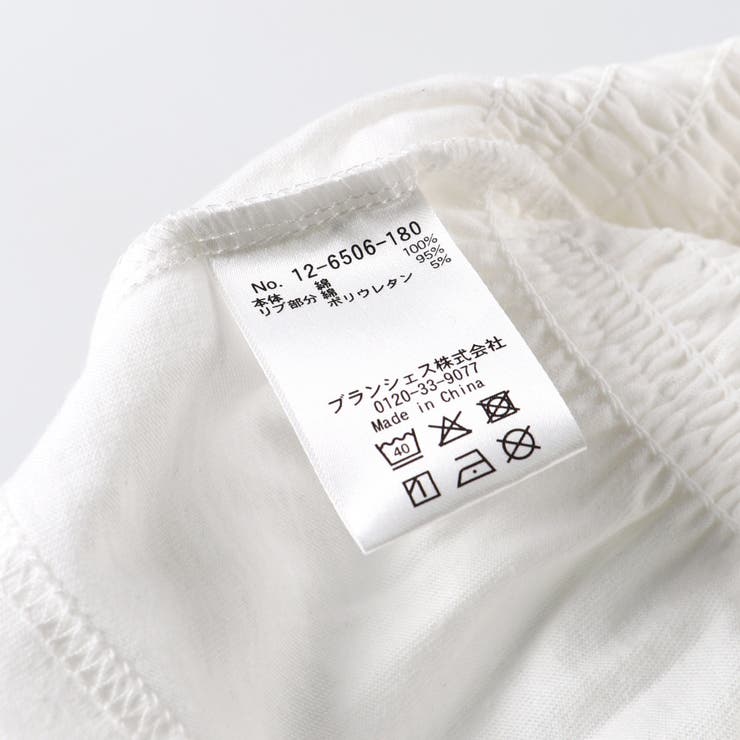 No. 12-6506-180
本体 綿 100%
リブ部分 綿 95%
ポリウレタン 5%
ブランシェス株式会社
0120-33-9077
Made in China
40